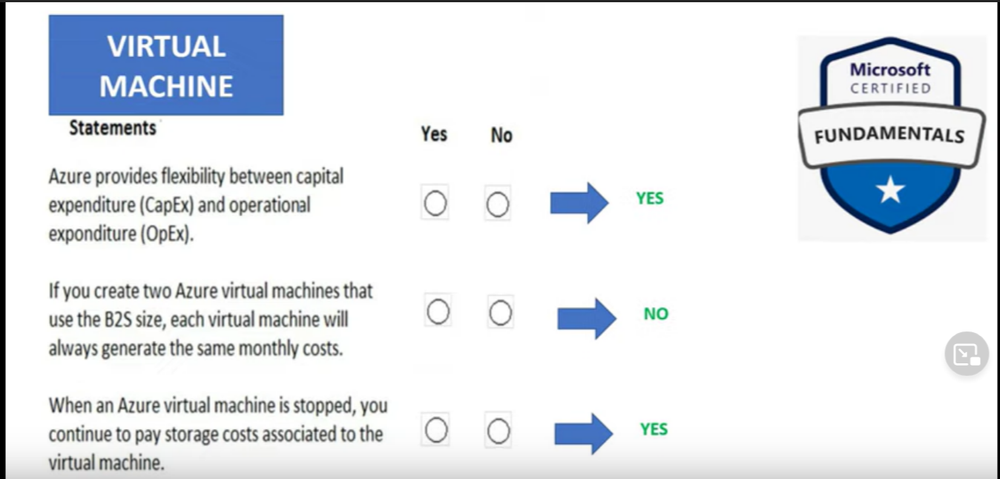 VIRTUAL
MACHINE
Microsoft
CERTIFIED
FUNDAMENTALS
Statements
Yes No
Azure provides flexibility between capital
expenditure (CapEx) and operational
exponditure (OpEx).
YES
If you create two Azure virtual machines that
use the B2S size, each virtual machine will
always generate the same monthly costs.
NO
When an Azure virtual machine is stopped, you
continue to pay storage costs associated to the
virtual machine.
YES